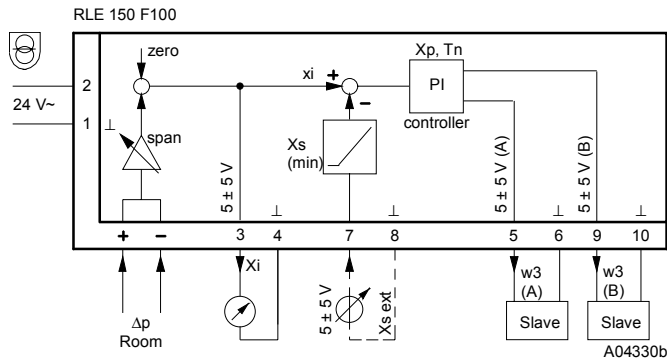 RLE 150 F100
zero
Xp, Tn
2
xi
+
PI
24 V~
−
controller
1
⊥
span
Xs
(min)
5 ± 5 V
5 ± 5 V (A)
5 ± 5 V (B)
⊥
⊥
⊥
⊥
+
−
3
4
7
8
5
6
9
10
Xi
w3
(A)
w3
(B)
5 ± 5 V
Xs ext
Δp
Room
Slave
Slave
A04330b